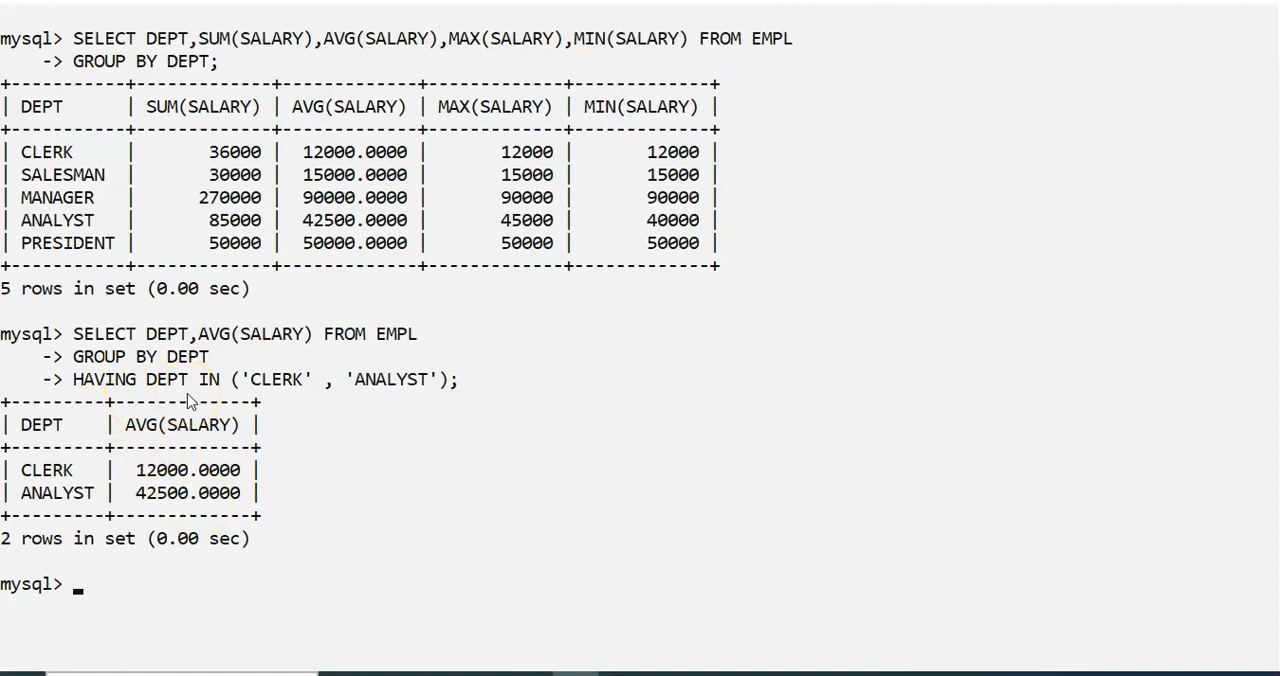 mysql> SELECT DEPT,SUM(SALARY),AVG(SALARY),MAX(SALARY),MIN(SALARY) FROM EMPL
    -> GROUP BY DEPT;
+-----------+-------------+-------------+-------------+-------------+
| DEPT      | SUM(SALARY) | AVG(SALARY) | MAX(SALARY) | MIN(SALARY) |
+-----------+-------------+-------------+-------------+-------------+
| CLERK     |       36000 |  12000.0000 |       12000 |       12000 |
| SALESMAN  |       30000 |  15000.0000 |       15000 |       15000 |
| MANAGER   |      270000 |  90000.0000 |       90000 |       90000 |
| ANALYST   |       85000 |  42500.0000 |       45000 |       40000 |
| PRESIDENT |       50000 |  50000.0000 |       50000 |       50000 |
+-----------+-------------+-------------+-------------+-------------+
5 rows in set (0.00 sec)
mysql> SELECT DEPT,AVG(SALARY) FROM EMPL
    -> GROUP BY DEPT
    -> HAVING DEPT IN ('CLERK' , 'ANALYST');
+---------+-------------+
| DEPT    | AVG(SALARY) |
+---------+-------------+
| CLERK   |  12000.0000 |
| ANALYST |  42500.0000 |
+---------+-------------+
2 rows in set (0.00 sec)
mysql>